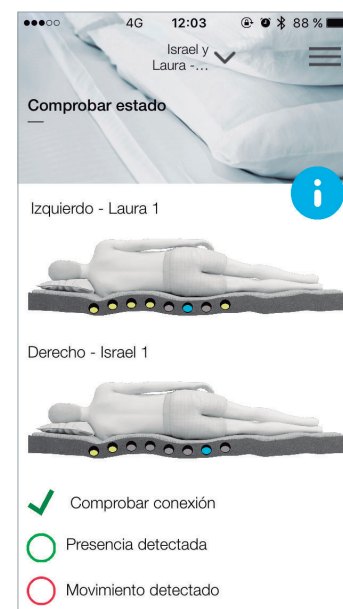 4G 12:03 88 %
Israel y
Laura -...
Comprobar estado
i
Izquierdo - Laura 1
Derecho - Israel 1
Comprobar conexión
Presencia detectada
Movimiento detectado